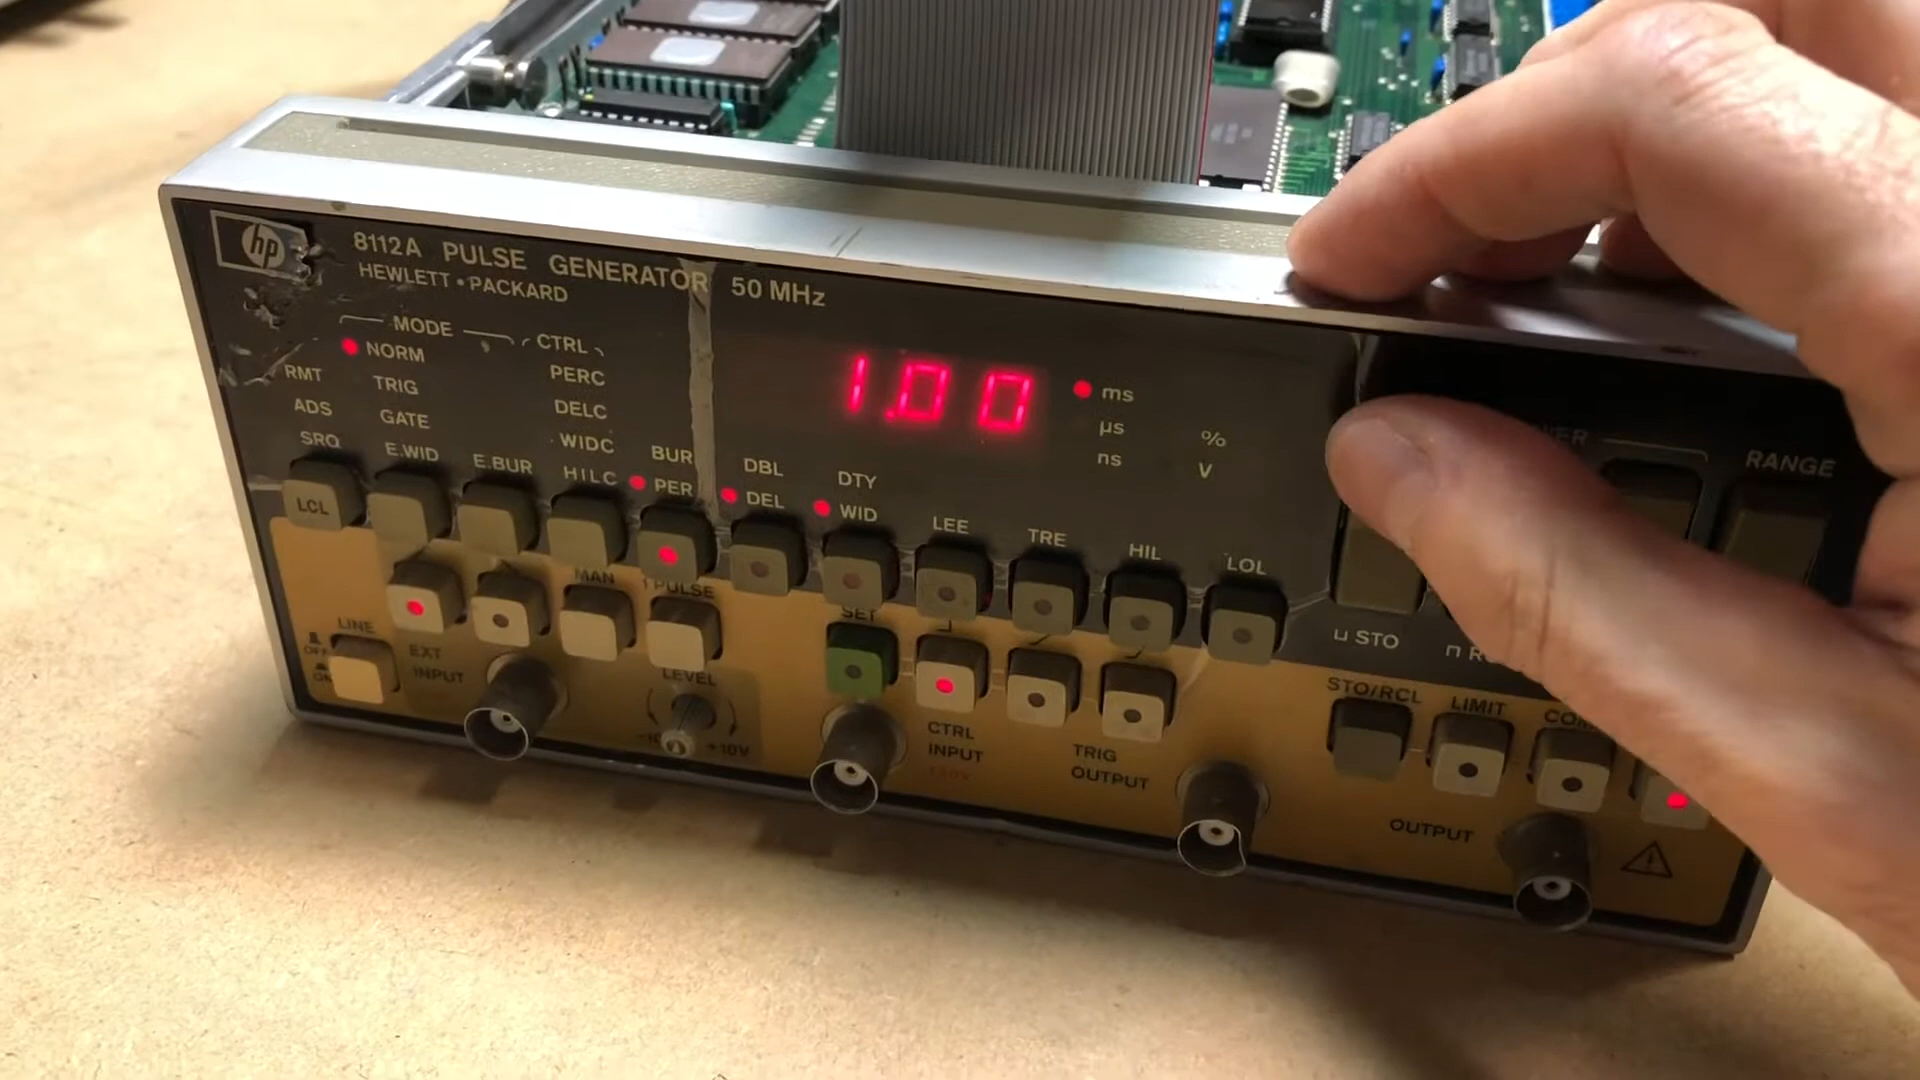 hp
8112A PULSE GENERATOR 50 MHz
HEWLETT•PACKARD
MODE
CTRL
NORM
TRIG
GATE
E.WID
E.BUR
RMT
ADS
SRQ
PERC
DELC
WIDC
HILC
BUR
PER
DBL
DEL
DTY
WID
LEE
TRE
HIL
LOL
1.00
ms
µs
ns
%
V
RANGE
LCL
MAN
1 PULSE
SET
STO
STO/RCL
LIMIT
LINE
OFF
ON
EXT
INPUT
LEVEL
+10V
CTRL
INPUT
TRIG
OUTPUT
OUTPUT